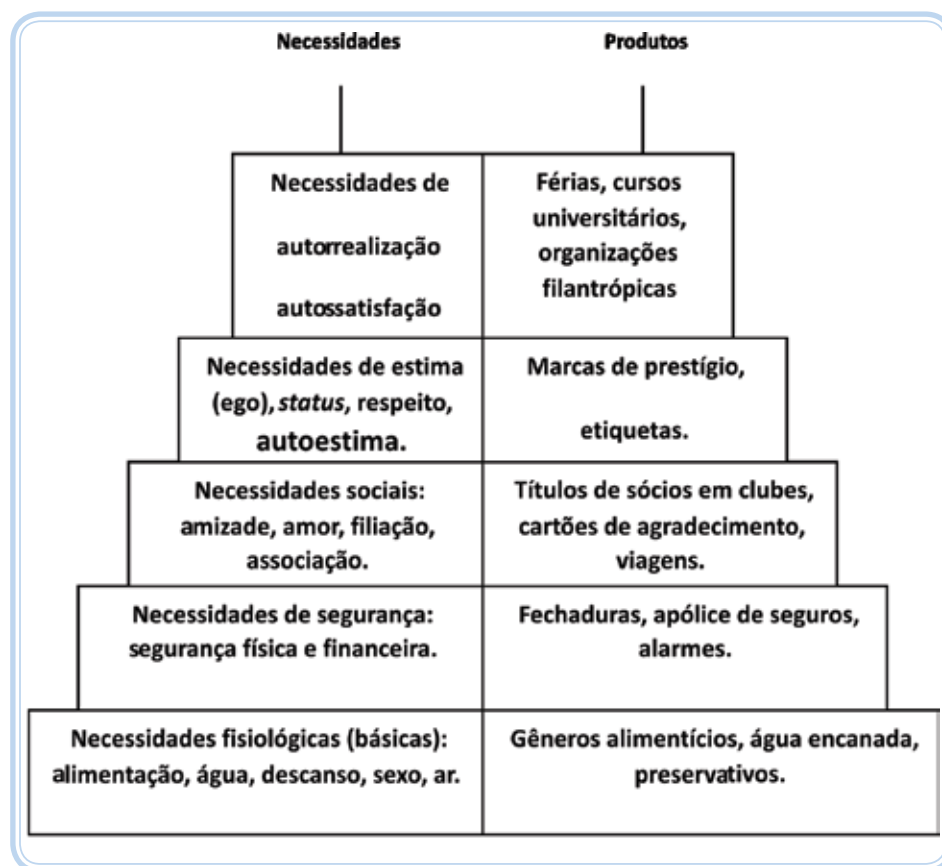 Necessidades
Produtos
Necessidades de
autorrealização
autossatisfação
Férias, cursos
universitários,
organizações
filantrópicas
Necessidades de estima
(ego), status, respeito,
autoestima.
Marcas de prestígio,
etiquetas.
Necessidades sociais:
amizade, amor, filiação,
associação.
Títulos de sócios em clubes,
cartões de agradecimento,
viagens.
Necessidades de segurança:
segurança física e financeira.
Fechaduras, apólice de seguros,
alarmes.
Necessidades fisiológicas (básicas):
alimentação, água, descanso, sexo, ar.
Gêneros alimentícios, água encanada,
preservativos.